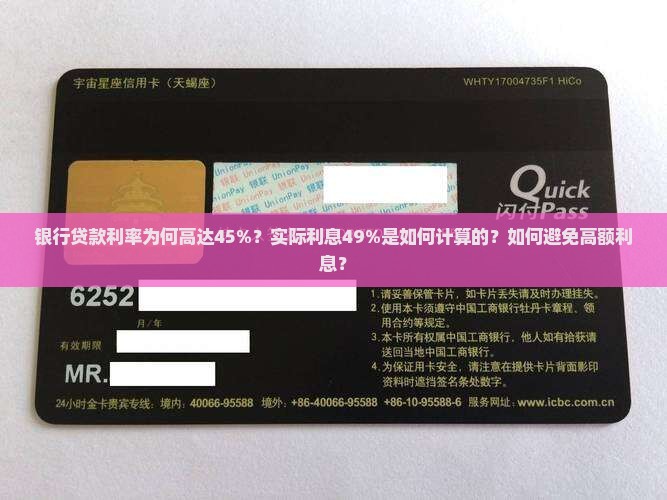 宇宙星座信用卡（天蝎座）
WHTY17004735F1 HiCo
UnionPay 银联 UnionPay 银联 UnionPay
Quick
闪付Pass
银行贷款利率为何高达45%？实际利息49%是如何计算的？如何避免高额利
息？
6252
月/年
有效期限
MR.
1.请妥善保管卡片，如卡片丢失请及时办理挂失。
2.使用本卡须遵守中国工商银行牡丹卡章程、领
用合约等规定。
3.本卡所有权属中国工商银行，他人如有拾获请
送回当地中国工商银行。
4.为保证用卡安全，请注意在提供卡片背面影印
资料时遮挡签名条处数字。
24小时金卡贵宾专线：境内：40066-95588 境外：+86-40066-95588 +86-10-95588-6 服务网址：www.icbc.com.cn